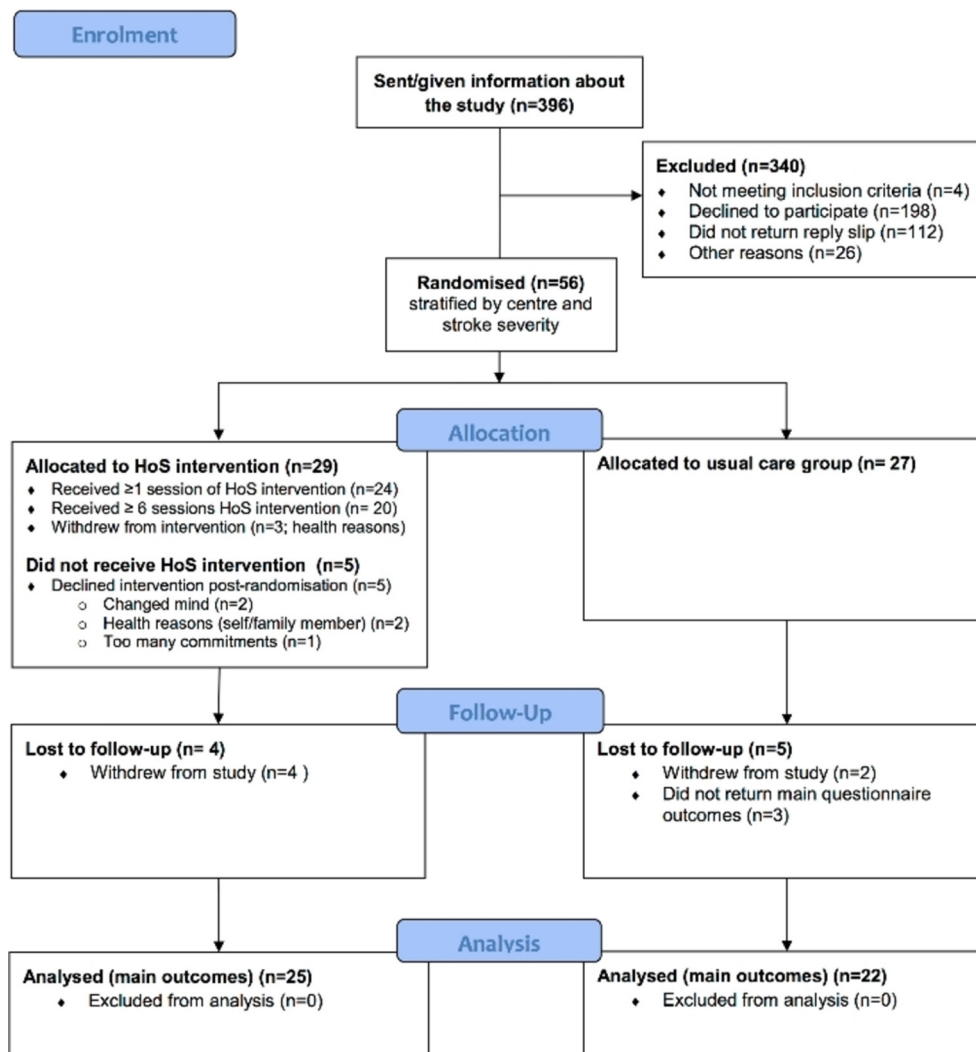 Enrolment
Sent/given information about
the study (n=396)
Excluded (n=340)
♦ Not meeting inclusion criteria (n=4)
♦ Declined to participate (n=198)
♦ Did not return reply slip (n=112)
♦ Other reasons (n=26)
Randomised (n=56)
stratified by centre and
stroke severity
Allocation
Allocated to HoS intervention (n=29)
♦ Received ≥1 session of HoS intervention (n=24)
♦ Received ≥ 6 sessions HoS intervention (n= 20)
♦ Withdrew from intervention (n=3; health reasons)
Did not receive HoS intervention (n=5)
♦ Declined intervention post-randomisation (n=5)
○ Changed mind (n=2)
○ Health reasons (self/family member) (n=2)
○ Too many commitments (n=1)
Allocated to usual care group (n= 27)
Follow-Up
Lost to follow-up (n= 4)
♦ Withdrew from study (n=4 )
Lost to follow-up (n=5)
♦ Withdrew from study (n=2)
♦ Did not return main questionnaire
outcomes (n=3)
Analysis
Analysed (main outcomes) (n=25)
♦ Excluded from analysis (n=0)
Analysed (main outcomes) (n=22)
♦ Excluded from analysis (n=0)